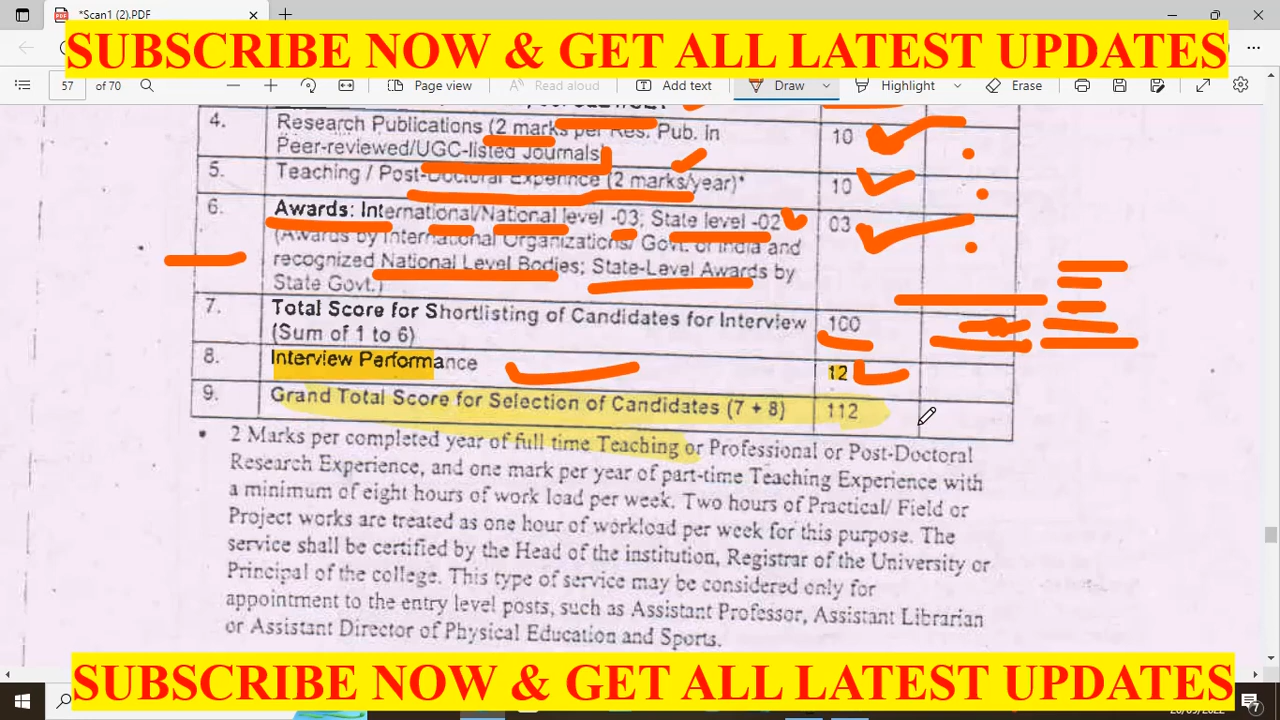 *Scan1 (2).PDF
SUBSCRIBE NOW & GET ALL LATEST UPDATES
57 of 70 Page view Read aloud Add text Draw Highlight Erase
4. Research Publications (2 marks per Res. Pub. in 10
Peer-reviewed/UGC-listed Journals)
5. Teaching / Post-Doctoral Experince (2 marks/year)* 10
6. Awards: International/National level -03; State level -02 03
(Awards by International Organizations/ Govt. of India and
recognized National Level Bodies; State-Level Awards by
State Govt.)
7. Total Score for Shortlisting of Candidates for Interview 100
(Sum of 1 to 6)
8. Interview Performance 12
9. Grand Total Score for Selection of Candidates (7 + 8) 112
• 2 Marks per completed year of full time Teaching or Professional or Post-Doctoral
Research Experience, and one mark per year of part-time Teaching Experience with
a minimum of eight hours of work load per week. Two hours of Practical/ Field or
Project works are treated as one hour of workload per week for this purpose. The
service shall be certified by the Head of the institution, Registrar of the University or
Principal of the college. This type of service may be considered only for
appointment to the entry level posts, such as Assistant Professor, Assistant Librarian
or Assistant Director of Physical Education and Sports.
SUBSCRIBE NOW & GET ALL LATEST UPDATES
7